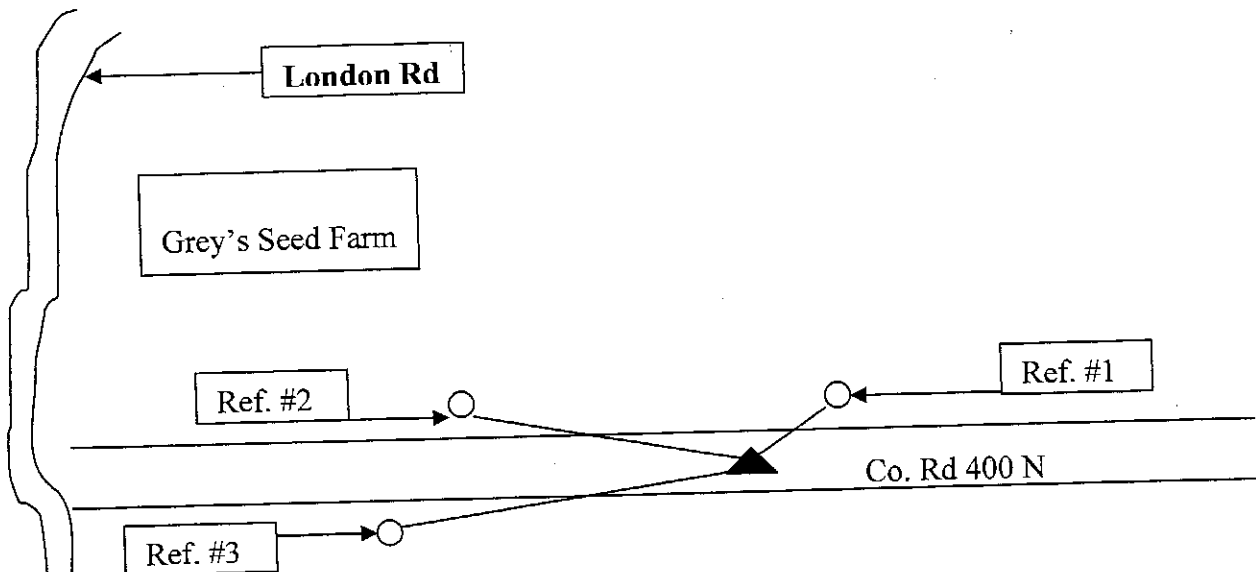 London Rd
Grey's Seed Farm
Ref. #1
Ref. #2
Co. Rd 400 N
Ref. #3